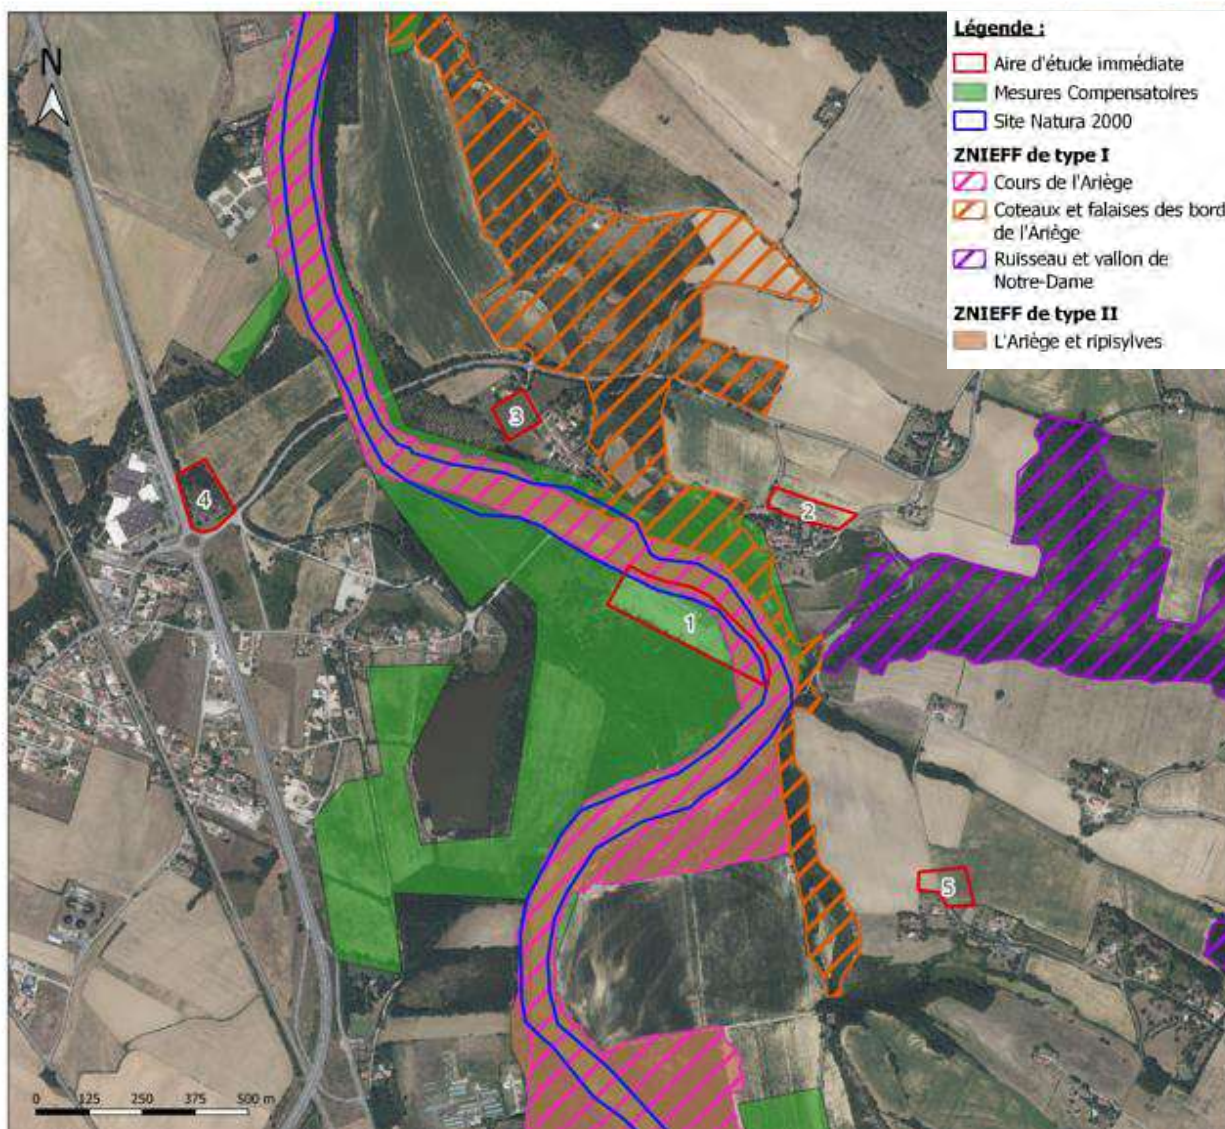 N
Légende :
Aire d'étude immédiate
Mesures Compensatoires
Site Natura 2000
ZNIEFF de type I
Cours de l'Ariège
Coteaux et falaises des bord
de l'Ariège
Ruisseau et vallon de
Notre-Dame
ZNIEFF de type II
L'Ariège et ripisylves
3
4
2
1
5
0 125 250 375 500 m